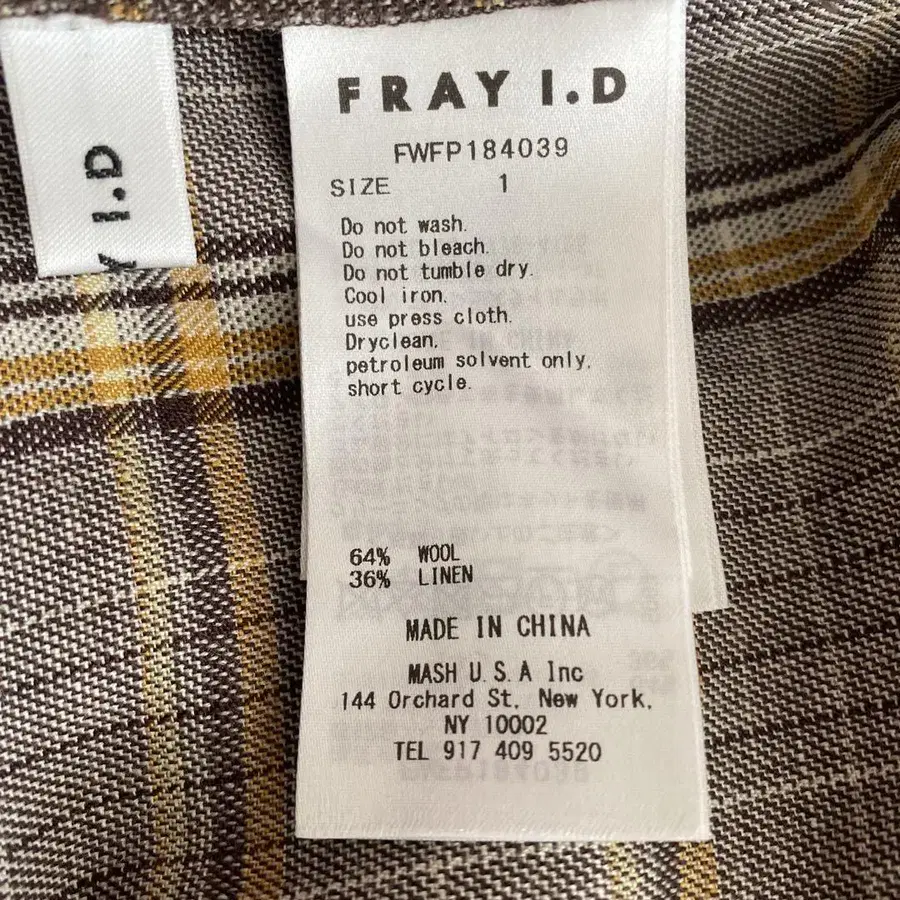 Y I.D
FRAY I.D
FWFP184039
SIZE 1
Do not wash.
Do not bleach.
Do not tumble dry.
Cool iron.
use press cloth.
Dryclean.
petroleum solvent only.
short cycle.
64% WOOL
36% LINEN
MADE IN CHINA
MASH U.S.A Inc
144 Orchard St, New York,
NY 10002
TEL 917 409 5520